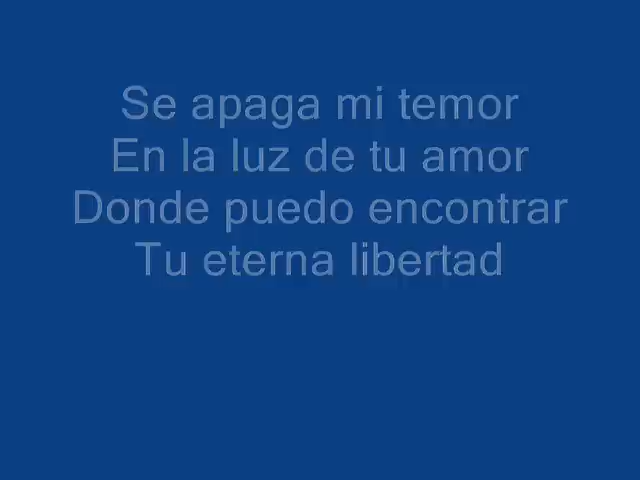 Se apaga mi temor
En la luz de tu amor
Donde puedo encontrar
Tu eterna libertad